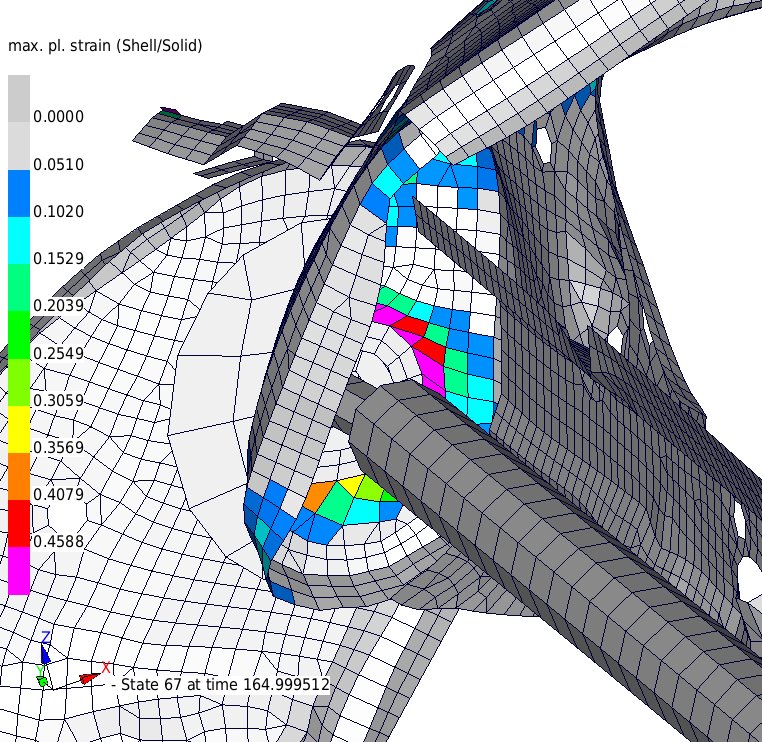 max. pl. strain (Shell/Solid)
0.0000
0.0510
0.1020
0.1529
0.2039
0.2549
0.3059
0.3569
0.4079
0.4588
Z
Y X
- State 67 at time 164.999512